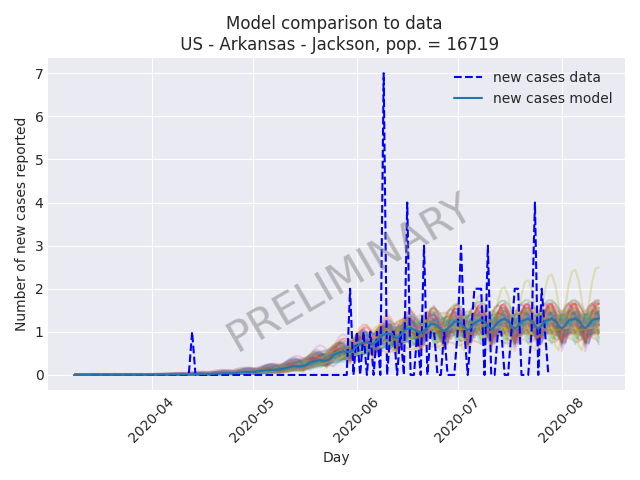 Model comparison to data
US - Arkansas - Jackson, pop. = 16719
new cases data
new cases model
Number of new cases reported
7
6
5
4
3
2
1
0
PRELIMINARY
2020-04
2020-05
2020-06
2020-07
2020-08
Day